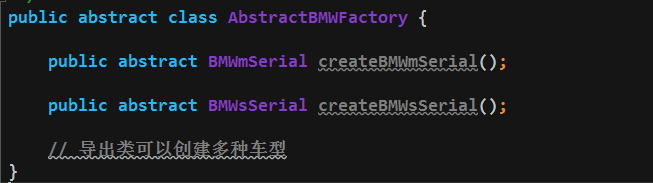 public abstract class AbstractBMWFactory {
public abstract BMWmSerial createBMWmSerial();
public abstract BMWsSerial createBMWsSerial();
// 导出类可以创建多种车型
}